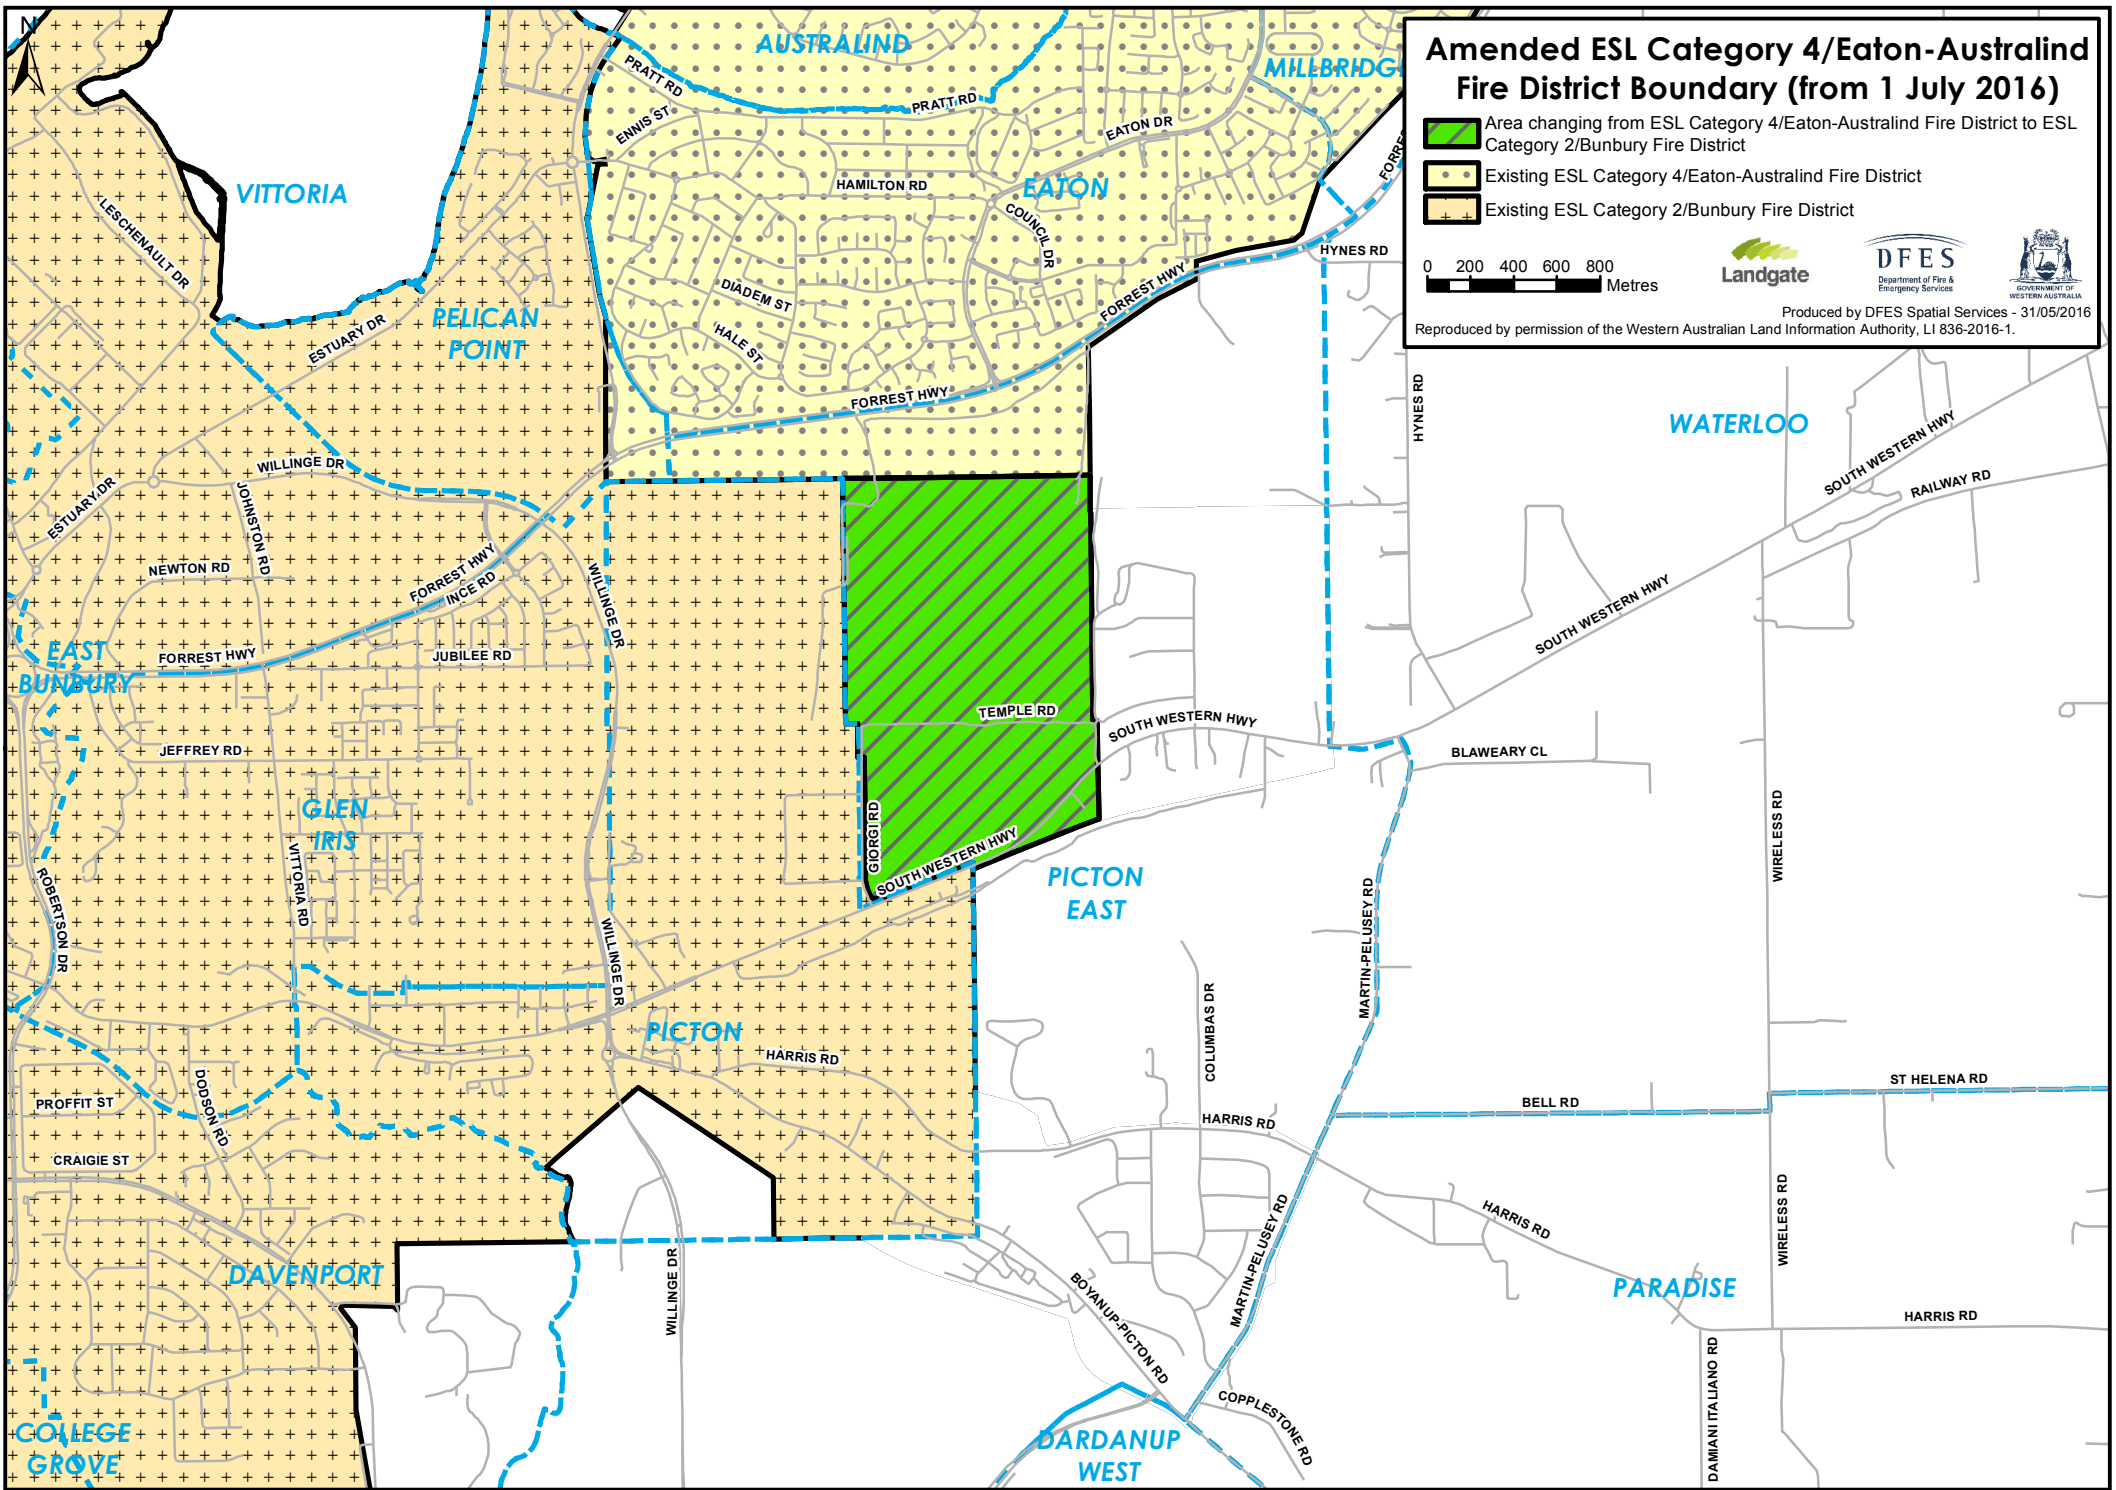 N
Amended ESL Category 4/Eaton-Australind
Fire District Boundary (from 1 July 2016)
Area changing from ESL Category 4/Eaton-Australind Fire District to ESL
Category 2/Bunbury Fire District
Existing ESL Category 4/Eaton-Australind Fire District
Existing ESL Category 2/Bunbury Fire District
0 200 400 600 800
Metres
Landgate
DFES
Department of Fire &
Emergency Services
GOVERNMENT OF
WESTERN AUSTRALIA
Produced by DFES Spatial Services - 31/05/2016
Reproduced by permission of the Western Australian Land Information Authority, LI 836-2016-1.
AUSTRALIND
PRATT RD
PRATT RD
ENNIS ST
EATON DR
HAMILTON RD
EATON
COUNCIL DR
VITTORIA
LESCHENAULT DR
HYNES RD
DIADEM ST
FORREST HWY
PELICAN
POINT
ESTUARY DR
HALE ST
FORREST HWY
HYNES RD
WATERLOO
SOUTH WESTERN HWY
RAILWAY RD
WILLINGE DR
ESTUARY DR
JOHNSTON RD
NEWTON RD
FORREST HWY
INCE RD
WILLINGE DR
SOUTH WESTERN HWY
EAST
BUNBURY
FORREST HWY
JUBILEE RD
TEMPLE RD
SOUTH WESTERN HWY
JEFFREY RD
BLAWEARY CL
GLEN
IRIS
GIORGI RD
SOUTH WESTERN HWY
WIRELESS RD
VITTORIA RD
ROBERTSON DR
PICTON
EAST
MARTIN-PELUSEY RD
WILLINGE DR
PICTON
HARRIS RD
COLUMBAS DR
PROFFIT ST
DODSON RD
CRAIGIE ST
HARRIS RD
BELL RD
ST HELENA RD
HARRIS RD
WIRELESS RD
MARTIN-PELUSEY RD
DAVENPORT
WILLINGE DR
BOYANUP-PICTON RD
PARADISE
HARRIS RD
DAMIANI ITALIANO RD
COPPLESTONE RD
COLLEGE
GROVE
DARDANUP
WEST